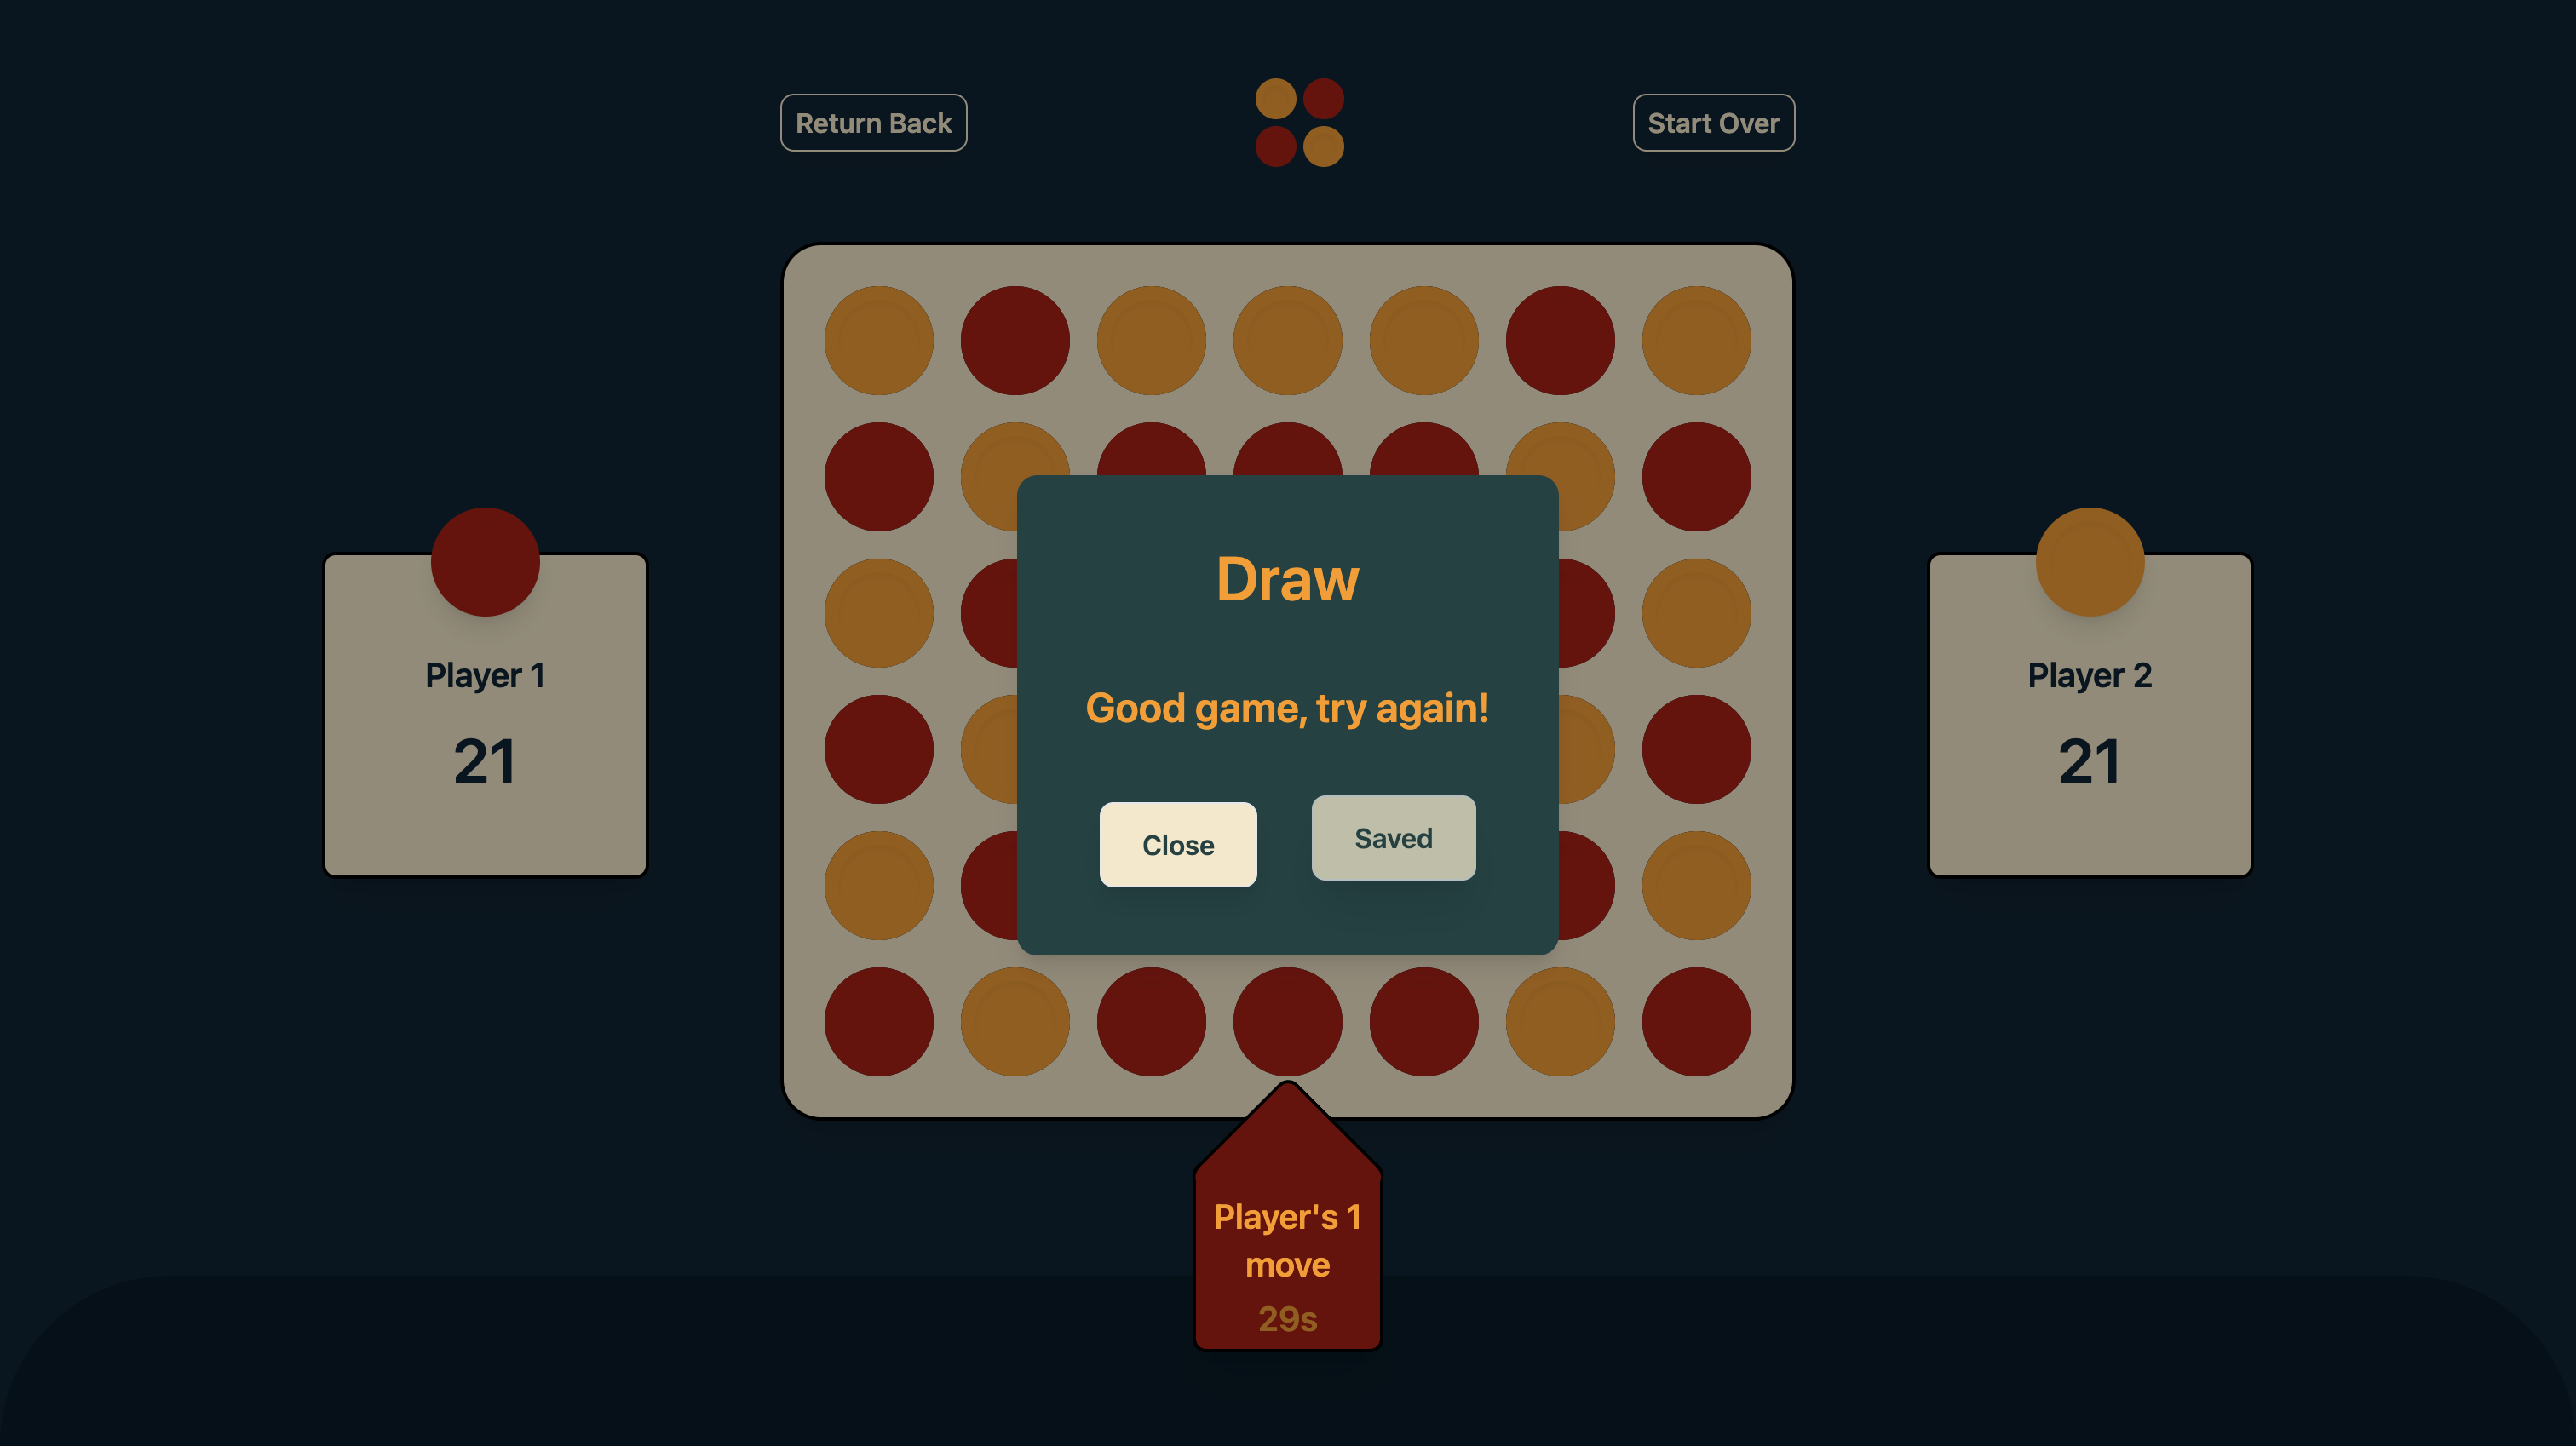 Return Back
Start Over
Draw
Good game, try again!
Close
Saved
Player 1
21
Player 2
21
Player's 1
move
29s